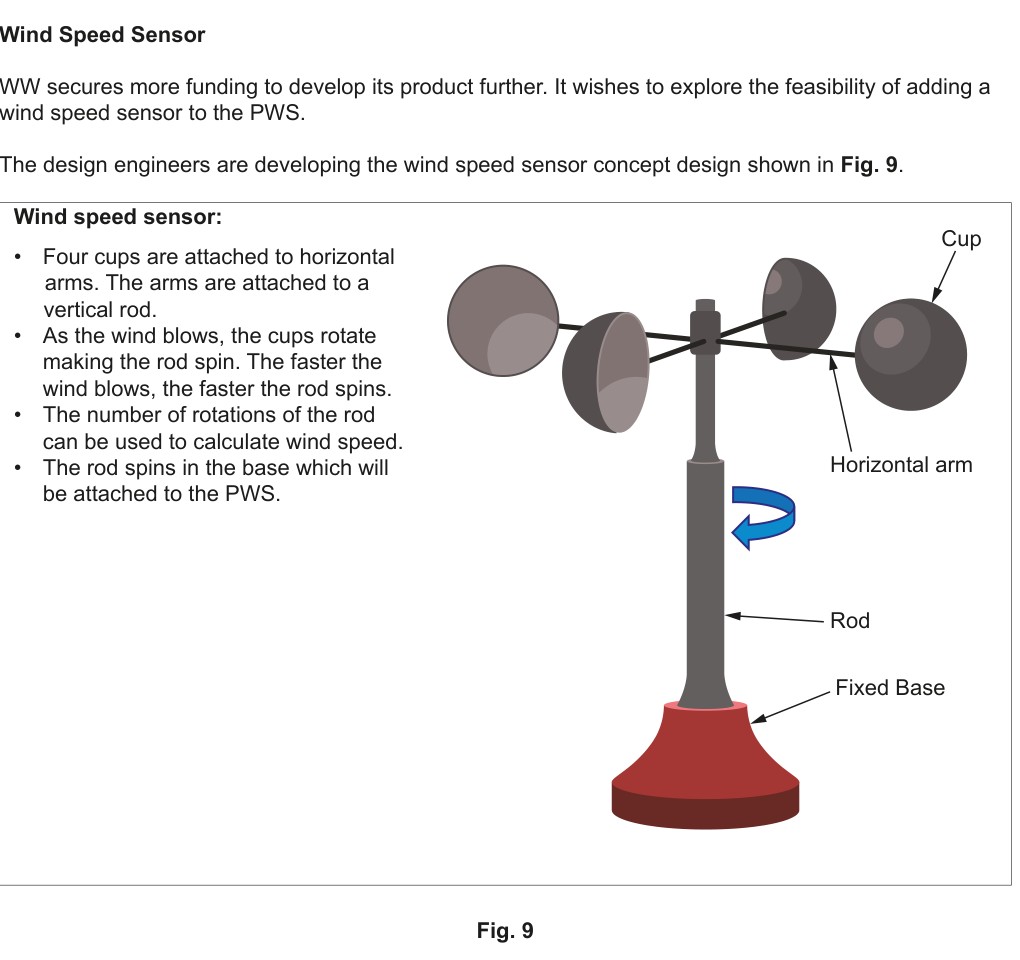 Wind Speed Sensor
WW secures more funding to develop its product further. It wishes to explore the feasibility of adding a
wind speed sensor to the PWS.
The design engineers are developing the wind speed sensor concept design shown in Fig. 9.
Wind speed sensor:
• Four cups are attached to horizontal
arms. The arms are attached to a
vertical rod.
• As the wind blows, the cups rotate
making the rod spin. The faster the
wind blows, the faster the rod spins.
• The number of rotations of the rod
can be used to calculate wind speed.
• The rod spins in the base which will
be attached to the PWS.
Cup
Horizontal arm
Rod
Fixed Base
Fig. 9